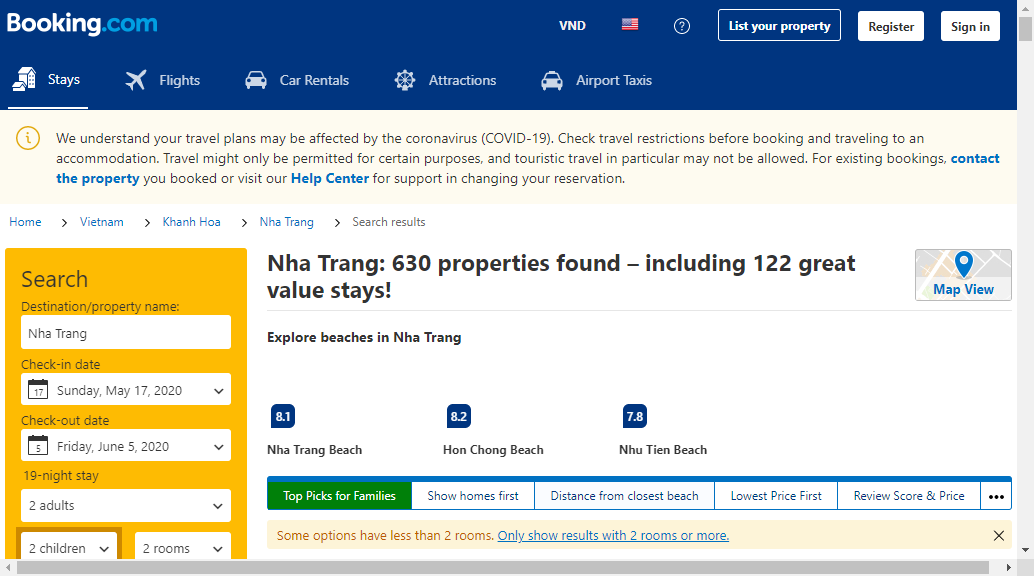 Booking.com
VND
?
List your property
Register
Sign in
Stays
Flights
Car Rentals
Attractions
Airport Taxis
We understand your travel plans may be affected by the coronavirus (COVID-19). Check travel restrictions before booking and traveling to an
accommodation. Travel might only be permitted for certain purposes, and touristic travel in particular may not be allowed. For existing bookings, contact
the property you booked or visit our Help Center for support in changing your reservation.
Home > Vietnam > Khanh Hoa > Nha Trang > Search results
Search
Destination/property name:
Nha Trang
Check-in date
17
Sunday, May 17, 2020
Check-out date
5
Friday, June 5, 2020
19-night stay
2 adults
2 children
2 rooms
Nha Trang: 630 properties found – including 122 great
value stays!
Map View
Explore beaches in Nha Trang
8.1
Nha Trang Beach
8.2
Hon Chong Beach
7.8
Nhu Tien Beach
Top Picks for Families
Show homes first
Distance from closest beach
Lowest Price First
Review Score & Price
•••
Some options have less than 2 rooms. Only show results with 2 rooms or more.